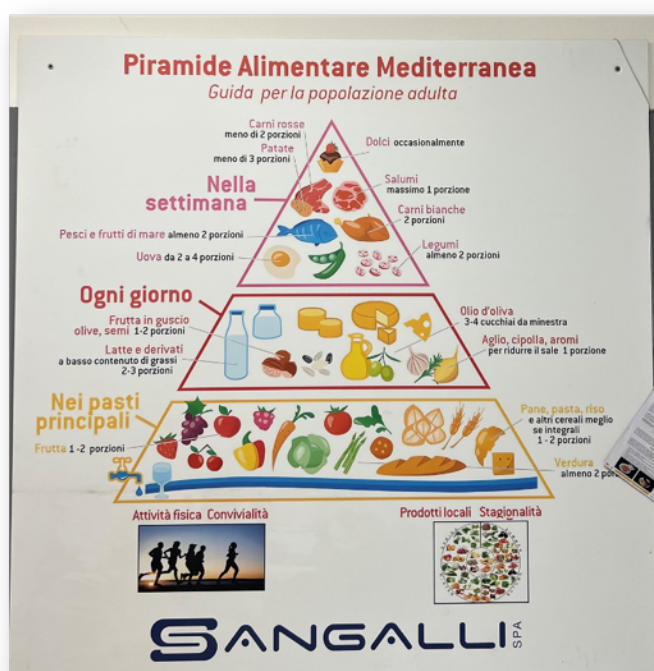 Piramide Alimentare Mediterranea
Guida per la popolazione adulta
Carni rosse
meno di 2 porzioni
Patate
meno di 3 porzioni
Dolci occasionalmente
Nella
settimana
Salumi
massimo 1 porzione
Carni bianche
2 porzioni
Pesci e frutti di mare almeno 2 porzioni
Legumi
almeno 2 porzioni
Uova da 2 a 4 porzioni
Ogni giorno
Frutta in guscio
olive, semi 1-2 porzioni
Olio d'oliva
3-4 cucchiai da minestra
Latte e derivati
a basso contenuto di grassi
2-3 porzioni
Aglio, cipolla, aromi
per ridurre il sale 1 porzione
Nei pasti
principali
Pane, pasta, riso
e altri cereali meglio
se integrali
1 - 2 porzioni
Frutta 1 -2 porzioni
Verdura
almeno 2
Attività fisica Convivialità
Prodotti locali Stagionalità
SANGALLI SPA